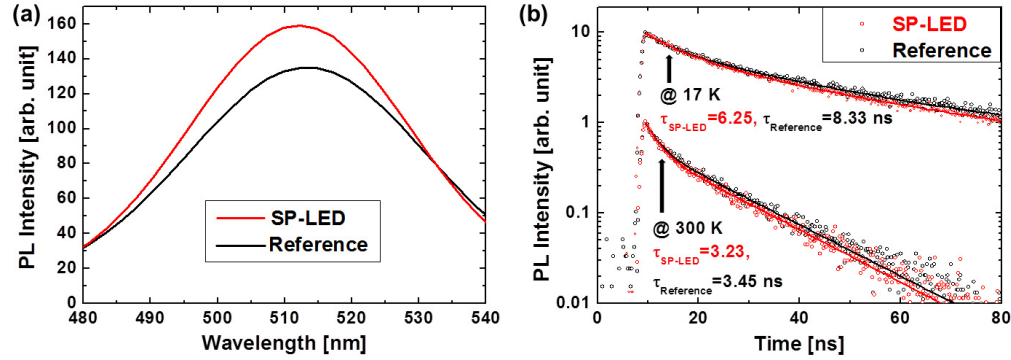 (a)
PL Intensity [arb. unit]
160
140
120
100
80
60
40
20
0
SP-LED
Reference
480 490 500 510 520 530 540
Wavelength [nm]
(b)
PL Intensity [arb. unit]
10
1
0.1
0.01
SP-LED
Reference
@ 17 K
τSP-LED=6.25, τReference=8.33 ns
@ 300 K
τSP-LED=3.23,
τReference=3.45 ns
0 20 40 60 80
Time [ns]